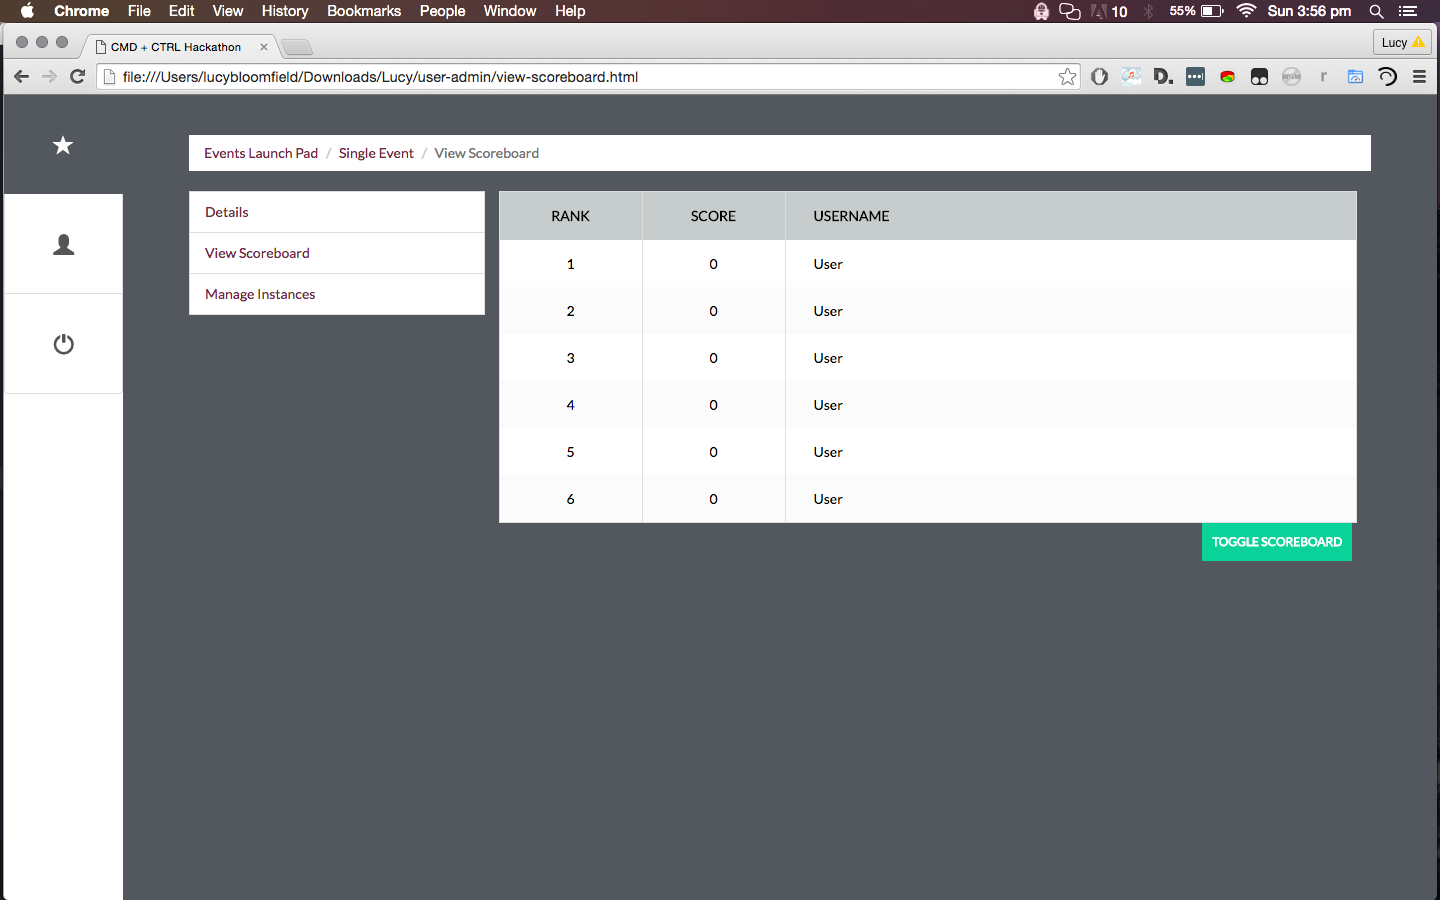 Chrome File Edit View History Bookmarks People Window Help 10 55% Sun 3:56 pm
CMD + CTRL Hackathon Lucy
file:///Users/lucybloomfield/Downloads/Lucy/user-admin/view-scoreboard.html D. r
Events Launch Pad / Single Event / View Scoreboard
Details
View Scoreboard
Manage Instances
RANK SCORE USERNAME
1 0 User
2 0 User
3 0 User
4 0 User
5 0 User
6 0 User
TOGGLE SCOREBOARD